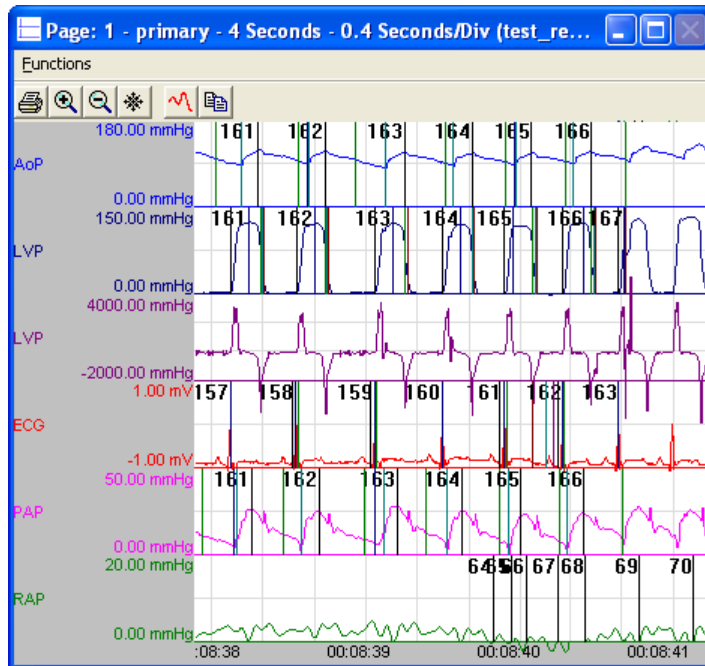 Page: 1 - primary - 4 Seconds - 0.4 Seconds/Div (test_re...
Functions
180.00 mmHg
161 162 163 164 165 166
AoP
0.00 mmHg
150.00 mmHg
161 162 163 164 165 166 167
LVP
0.00 mmHg
4000.00 mmHg
LVP
-2000.00 mmHg
1.00 mV
157 158 159 160 161 162 163
ECG
-1.00 mV
50.00 mmHg
161 162 163 164 165 166
PAP
0.00 mmHg
20.00 mmHg
64 65 66 67 68 69 70
RAP
0.00 mmHg
:08:38 00:08:39 00:08:40 00:08:41